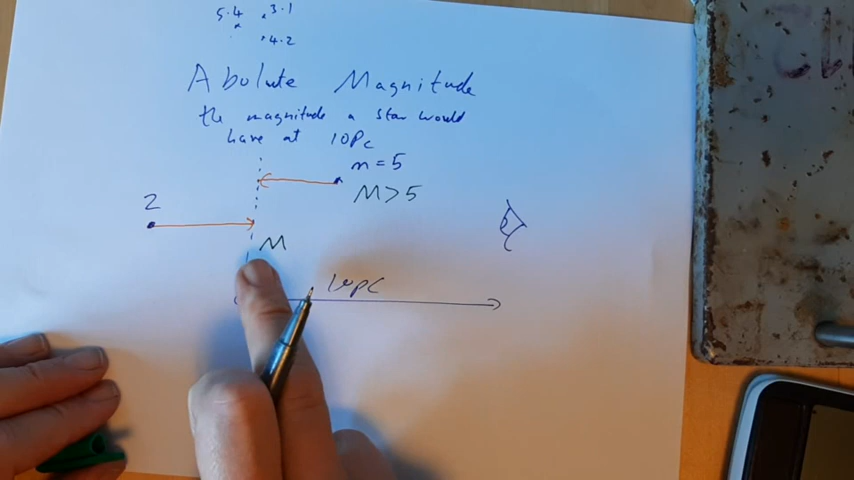 5.4 3.1
4.2
Abolute Magnitude
the magnitude a star would
have at 10Pc
m = 5
M > 5
2
M
10pc